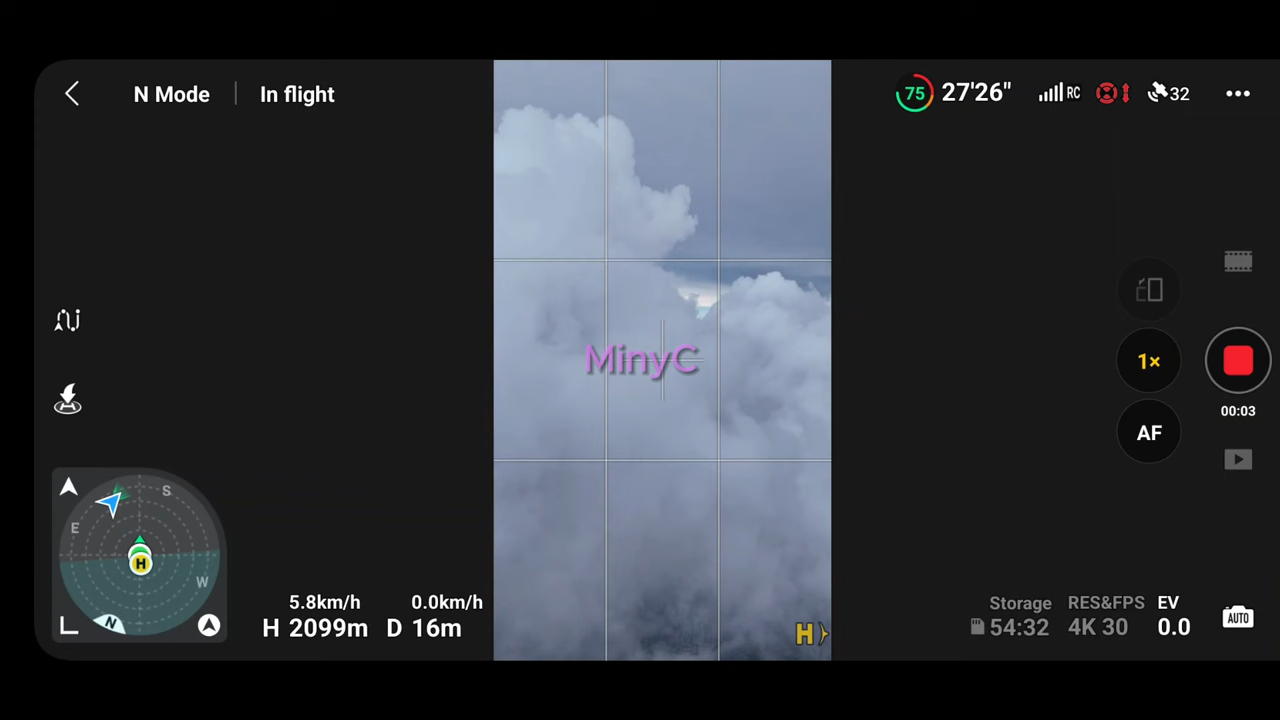 N Mode | In flight
75 27'26" RC 32
MinyC
1×
AF
00:03
S
E
W
N
H
5.8km/h 0.0km/h
H 2099m D 16m
H
Storage RES&FPS EV
54:32 4K 30 0.0
AUTO